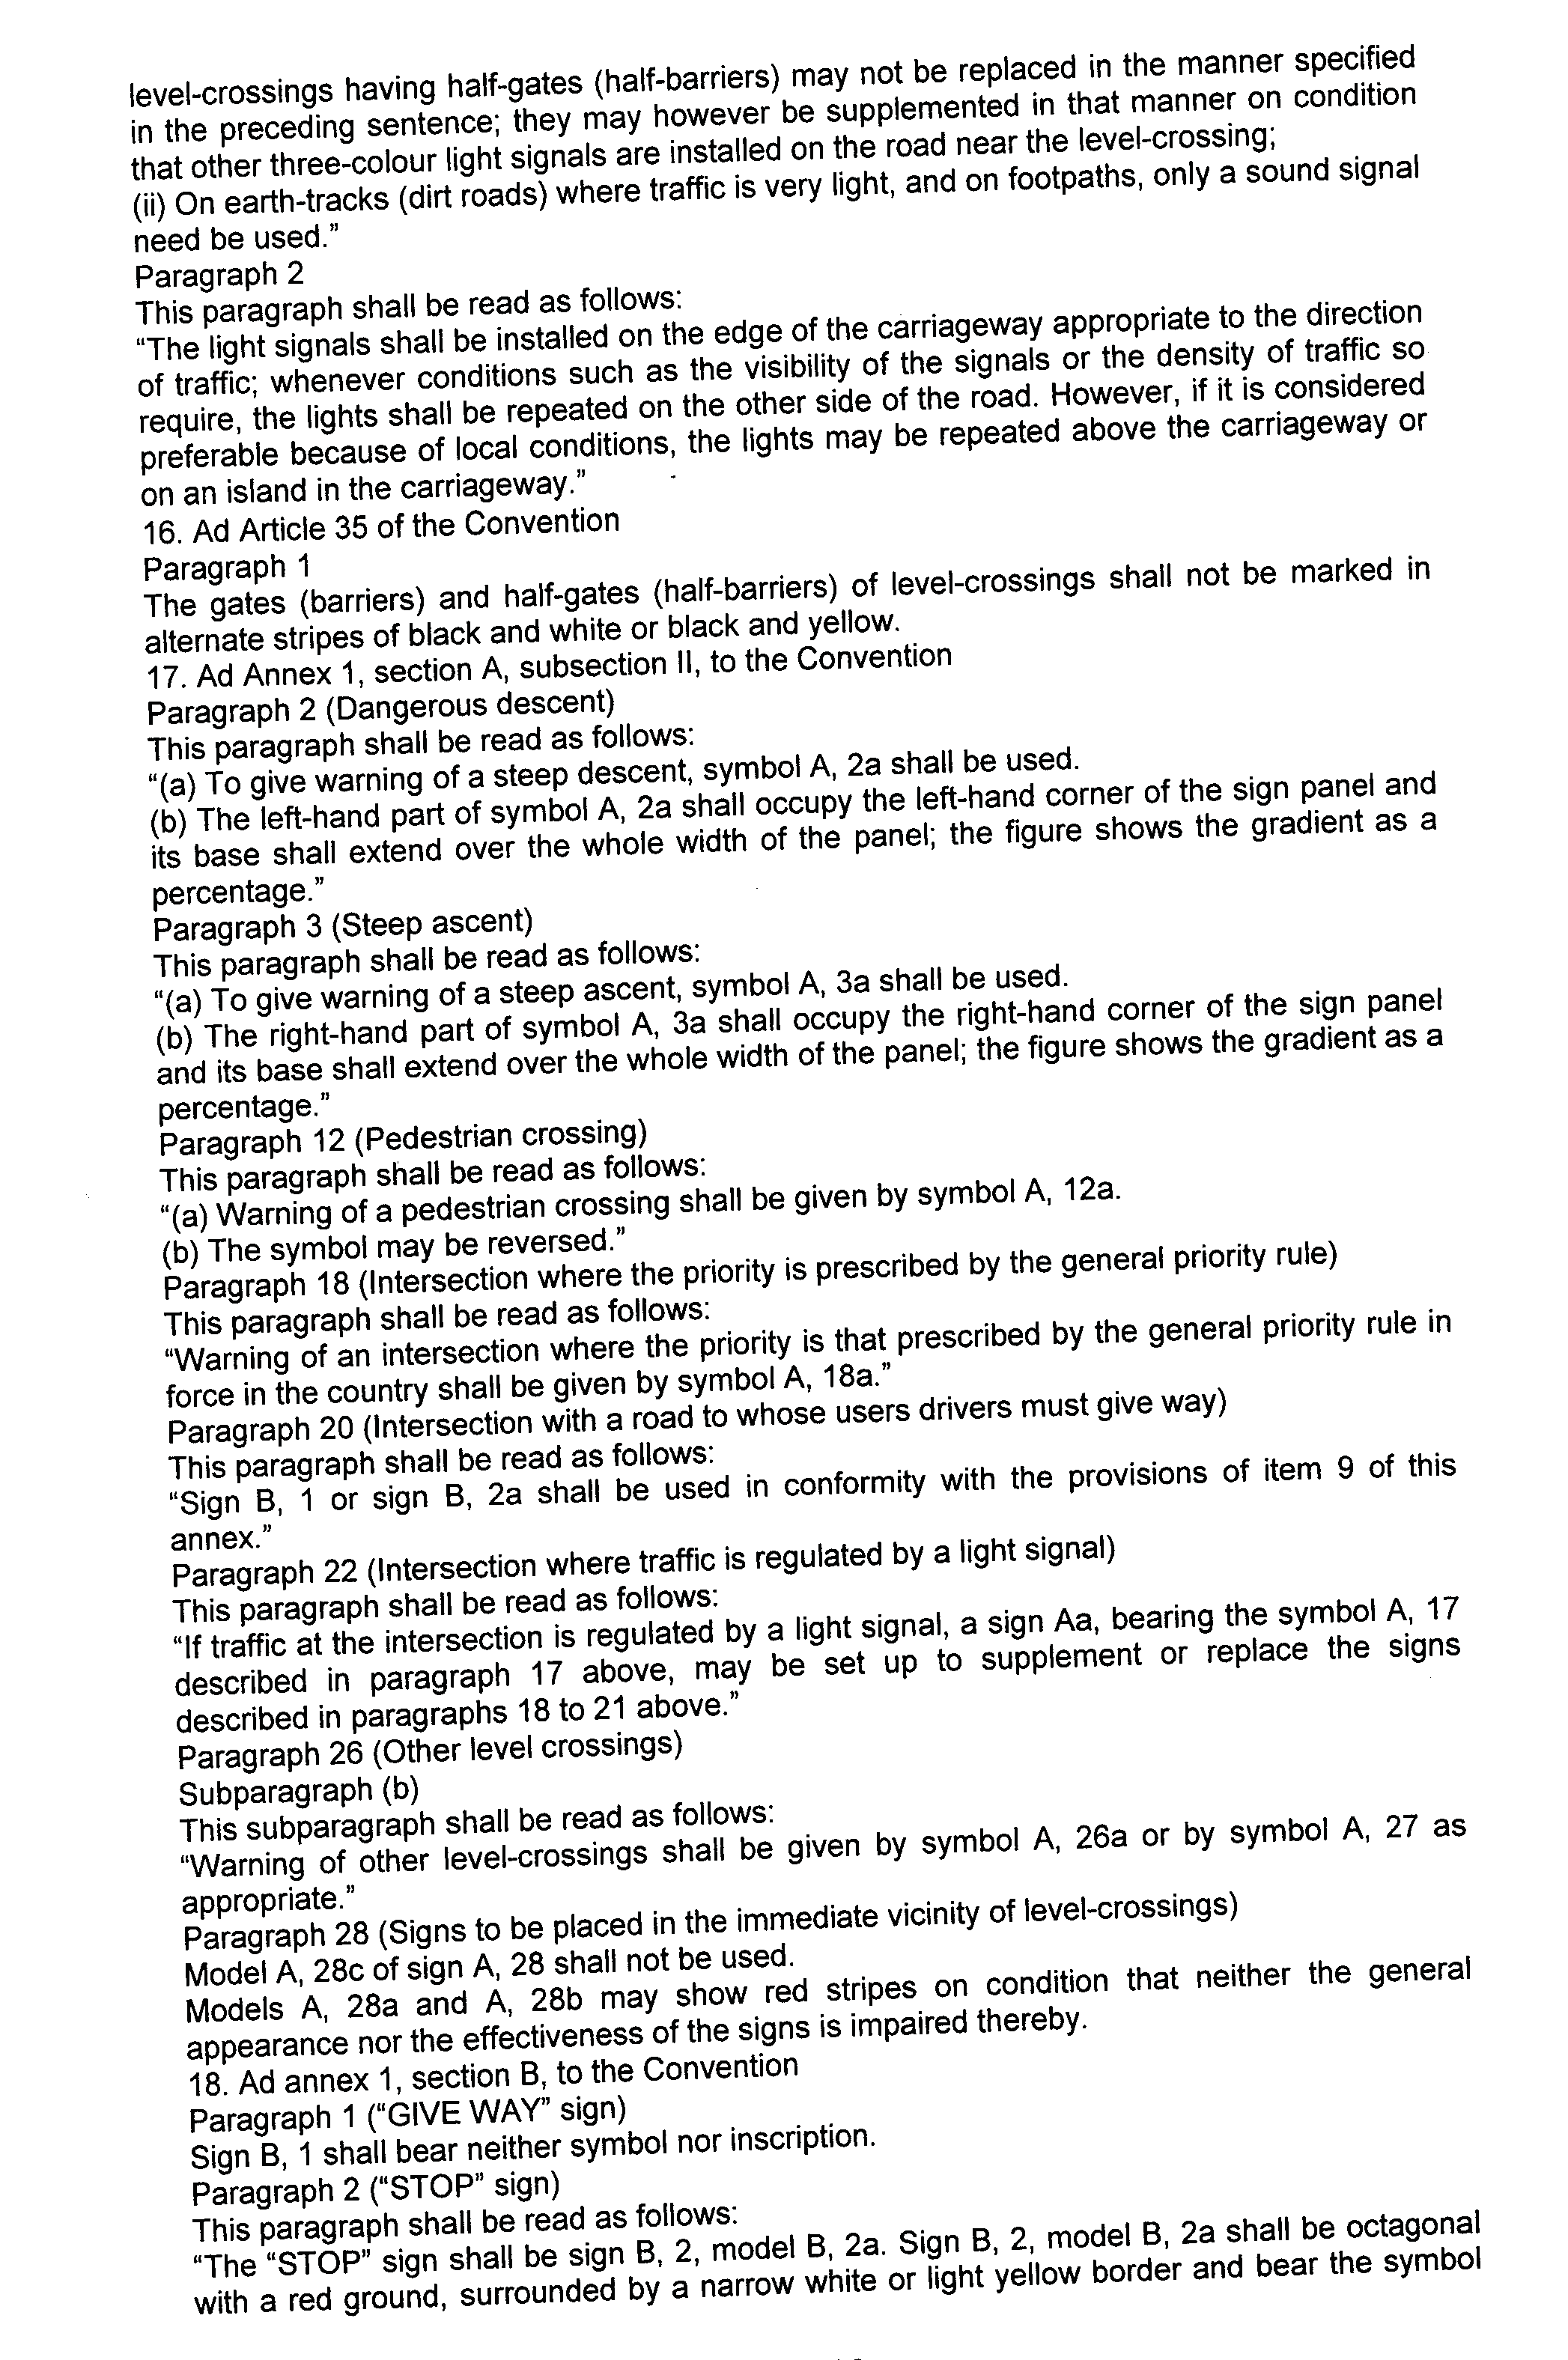 level-crossings having half-gates (half-barriers) may not be replaced in the manner specified
in the preceding sentence; they may however be supplemented in that manner on condition
that other three-colour light signals are installed on the road near the level-crossing;
(ii) On earth-tracks (dirt roads) where traffic is very light, and on footpaths, only a sound signal
need be used.”
Paragraph 2
This paragraph shall be read as follows:
“The light signals shall be installed on the edge of the carriageway appropriate to the direction
of traffic; whenever conditions such as the visibility of the signals or the density of traffic so
require, the lights shall be repeated on the other side of the road. However, if it is considered
preferable because of local conditions, the lights may be repeated above the carriageway or
on an island in the carriageway.”
16. Ad Article 35 of the Convention
Paragraph 1
The gates (barriers) and half-gates (half-barriers) of level-crossings shall not be marked in
alternate stripes of black and white or black and yellow.
17. Ad Annex 1, section A, subsection II, to the Convention
Paragraph 2 (Dangerous descent)
This paragraph shall be read as follows:
“(a) To give warning of a steep descent, symbol A, 2a shall be used.
(b) The left-hand part of symbol A, 2a shall occupy the left-hand corner of the sign panel and
its base shall extend over the whole width of the panel; the figure shows the gradient as a
percentage.”
Paragraph 3 (Steep ascent)
This paragraph shall be read as follows:
“(a) To give warning of a steep ascent, symbol A, 3a shall be used.
(b) The right-hand part of symbol A, 3a shall occupy the right-hand corner of the sign panel
and its base shall extend over the whole width of the panel; the figure shows the gradient as a
percentage.”
Paragraph 12 (Pedestrian crossing)
This paragraph shall be read as follows:
“(a) Warning of a pedestrian crossing shall be given by symbol A, 12a.
(b) The symbol may be reversed.”
Paragraph 18 (Intersection where the priority is prescribed by the general priority rule)
This paragraph shall be read as follows:
“Warning of an intersection where the priority is that prescribed by the general priority rule in
force in the country shall be given by symbol A, 18a.”
Paragraph 20 (Intersection with a road to whose users drivers must give way)
This paragraph shall be read as follows:
“Sign B, 1 or sign B, 2a shall be used in conformity with the provisions of item 9 of this
annex.”
Paragraph 22 (Intersection where traffic is regulated by a light signal)
This paragraph shall be read as follows:
“If traffic at the intersection is regulated by a light signal, a sign Aa, bearing the symbol A, 17
described in paragraph 17 above, may be set up to supplement or replace the signs
described in paragraphs 18 to 21 above.”
Paragraph 26 (Other level crossings)
Subparagraph (b)
This subparagraph shall be read as follows:
“Warning of other level-crossings shall be given by symbol A, 26a or by symbol A, 27 as
appropriate.”
Paragraph 28 (Signs to be placed in the immediate vicinity of level-crossings)
Model A, 28c of sign A, 28 shall not be used.
Models A, 28a and A, 28b may show red stripes on condition that neither the general
appearance nor the effectiveness of the signs is impaired thereby.
18. Ad annex 1, section B, to the Convention
Paragraph 1 (“GIVE WAY” sign)
Sign B, 1 shall bear neither symbol nor inscription.
Paragraph 2 (“STOP” sign)
This paragraph shall be read as follows:
“The “STOP” sign shall be sign B, 2, model B, 2a. Sign B, 2, model B, 2a shall be octagonal
with a red ground, surrounded by a narrow white or light yellow border and bear the symbol